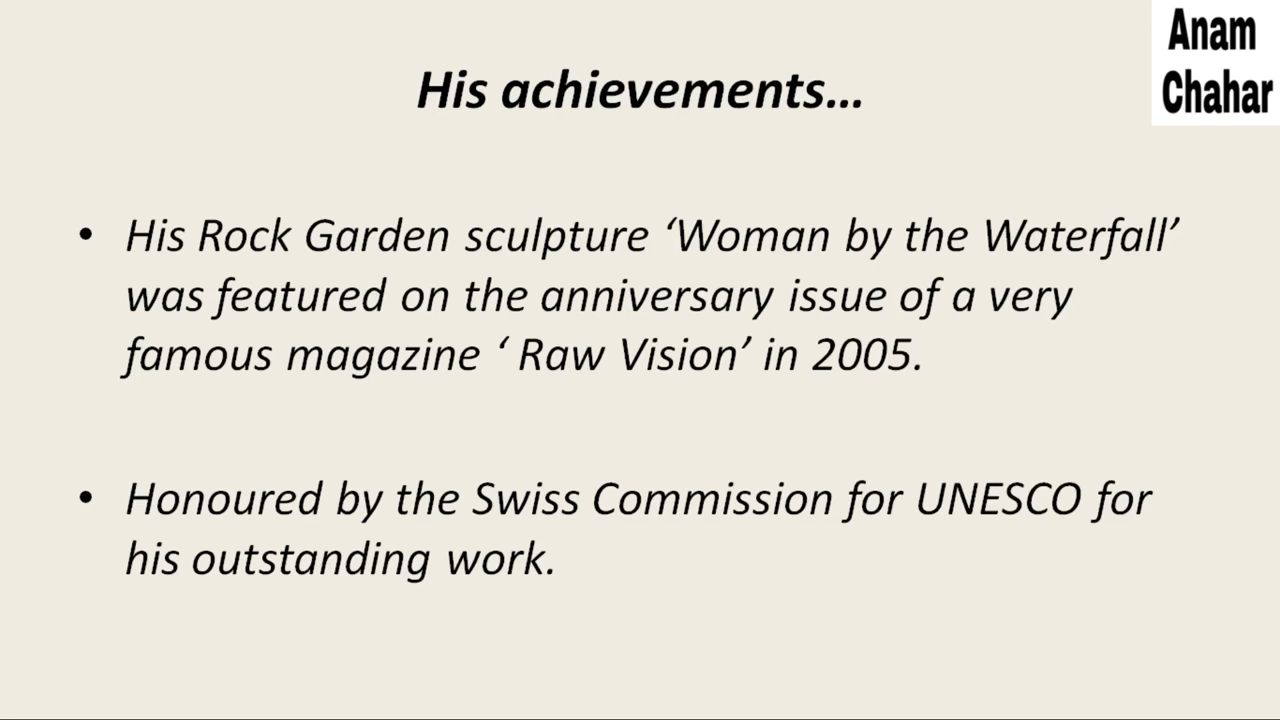 Anam
Chahar
His achievements...
• His Rock Garden sculpture ‘Woman by the Waterfall’
was featured on the anniversary issue of a very
famous magazine ‘ Raw Vision’ in 2005.
• Honoured by the Swiss Commission for UNESCO for
his outstanding work.